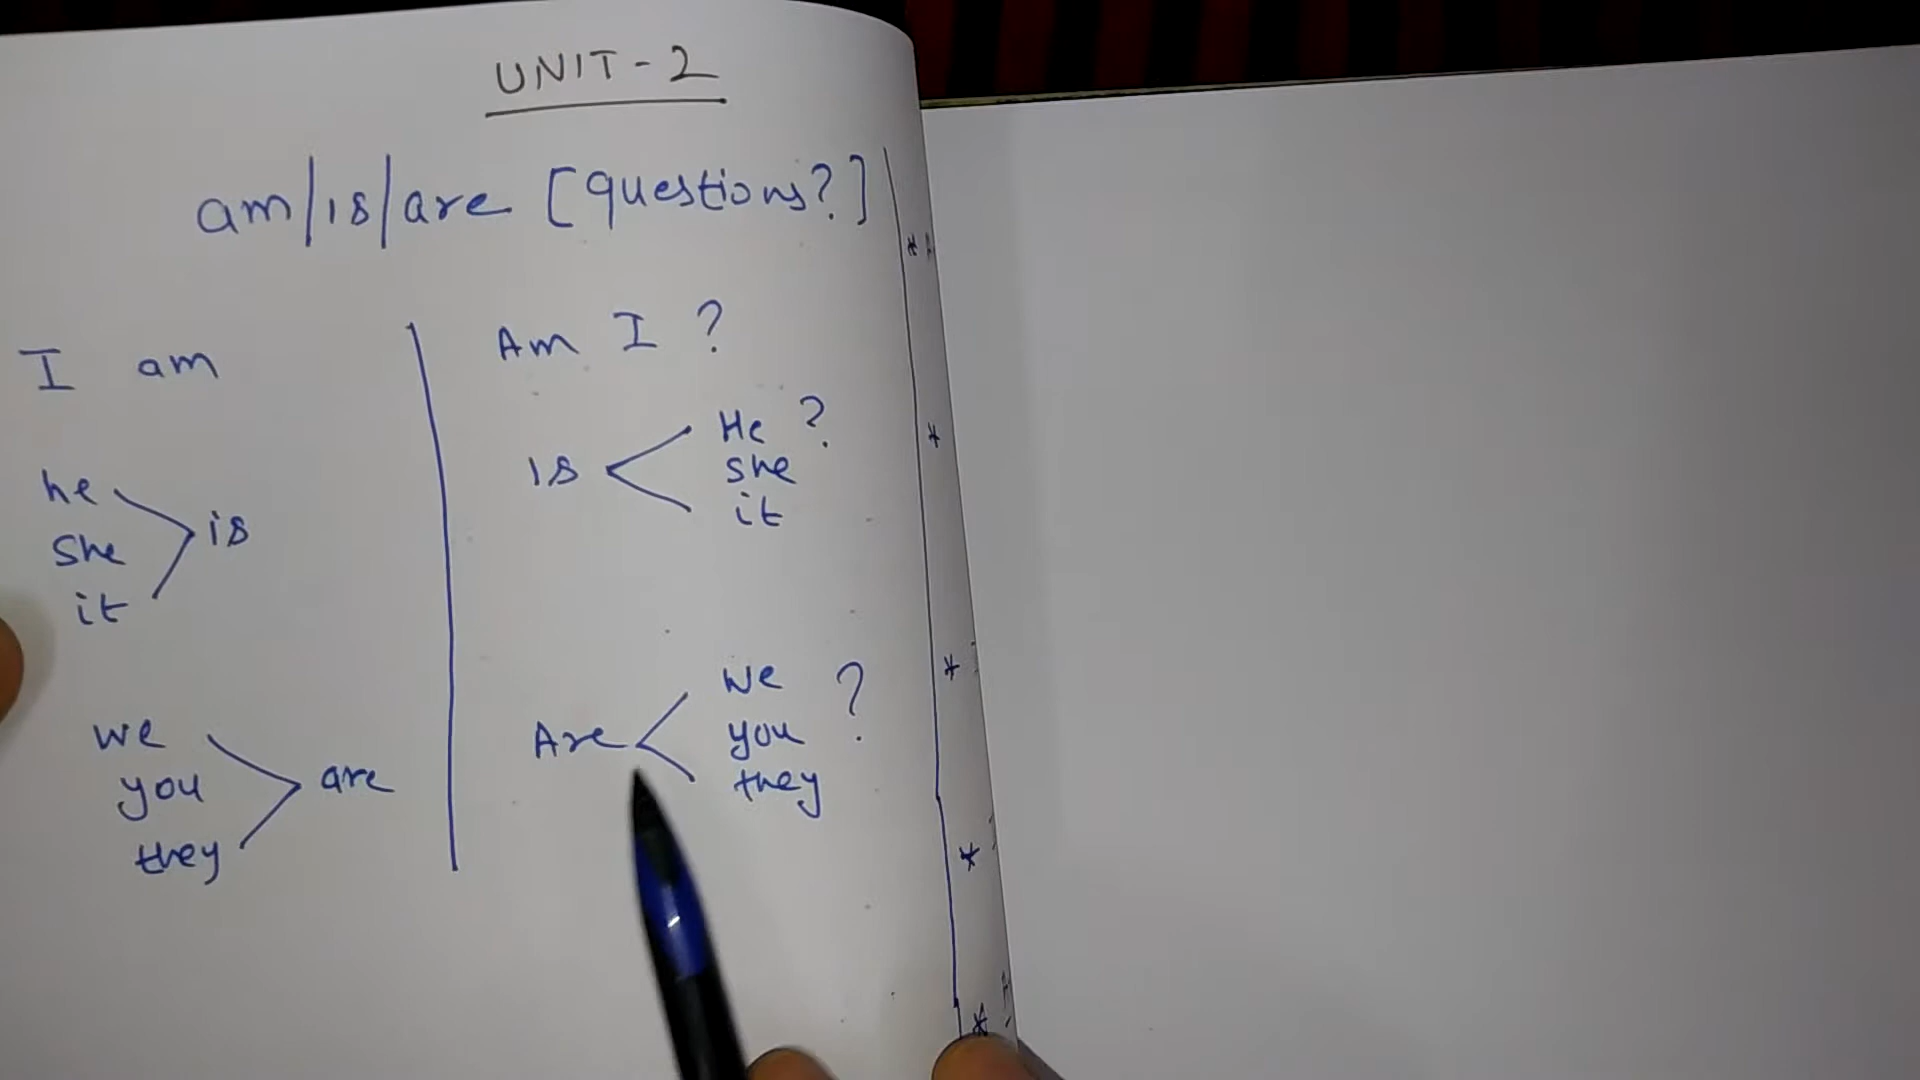 UNIT-2
am/is/are [questions?]
I am
he
she
it
is
we
you
they
are
Am I ?
is
He ?
she
it
Are
we ?
you
they
*
*
*
*
*